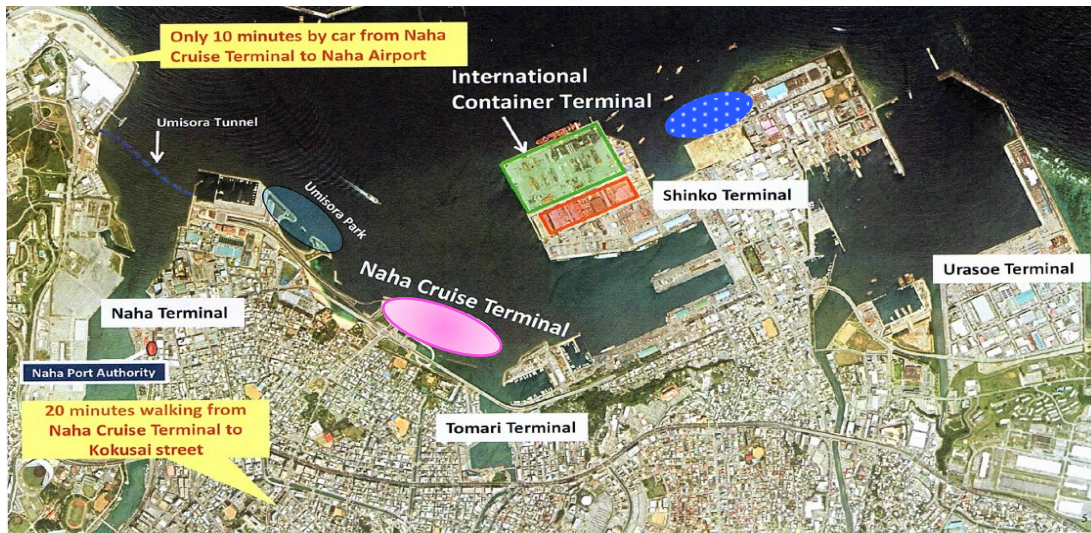 Only 10 minutes by car from Naha
Cruise Terminal to Naha Airport
International
Container Terminal
Umisora Tunnel
Umisora Park
Shinko Terminal
Naha Cruise Terminal
Urasoe Terminal
Naha Terminal
Naha Port Authority
20 minutes walking from
Naha Cruise Terminal to
Kokusai street
Tomari Terminal